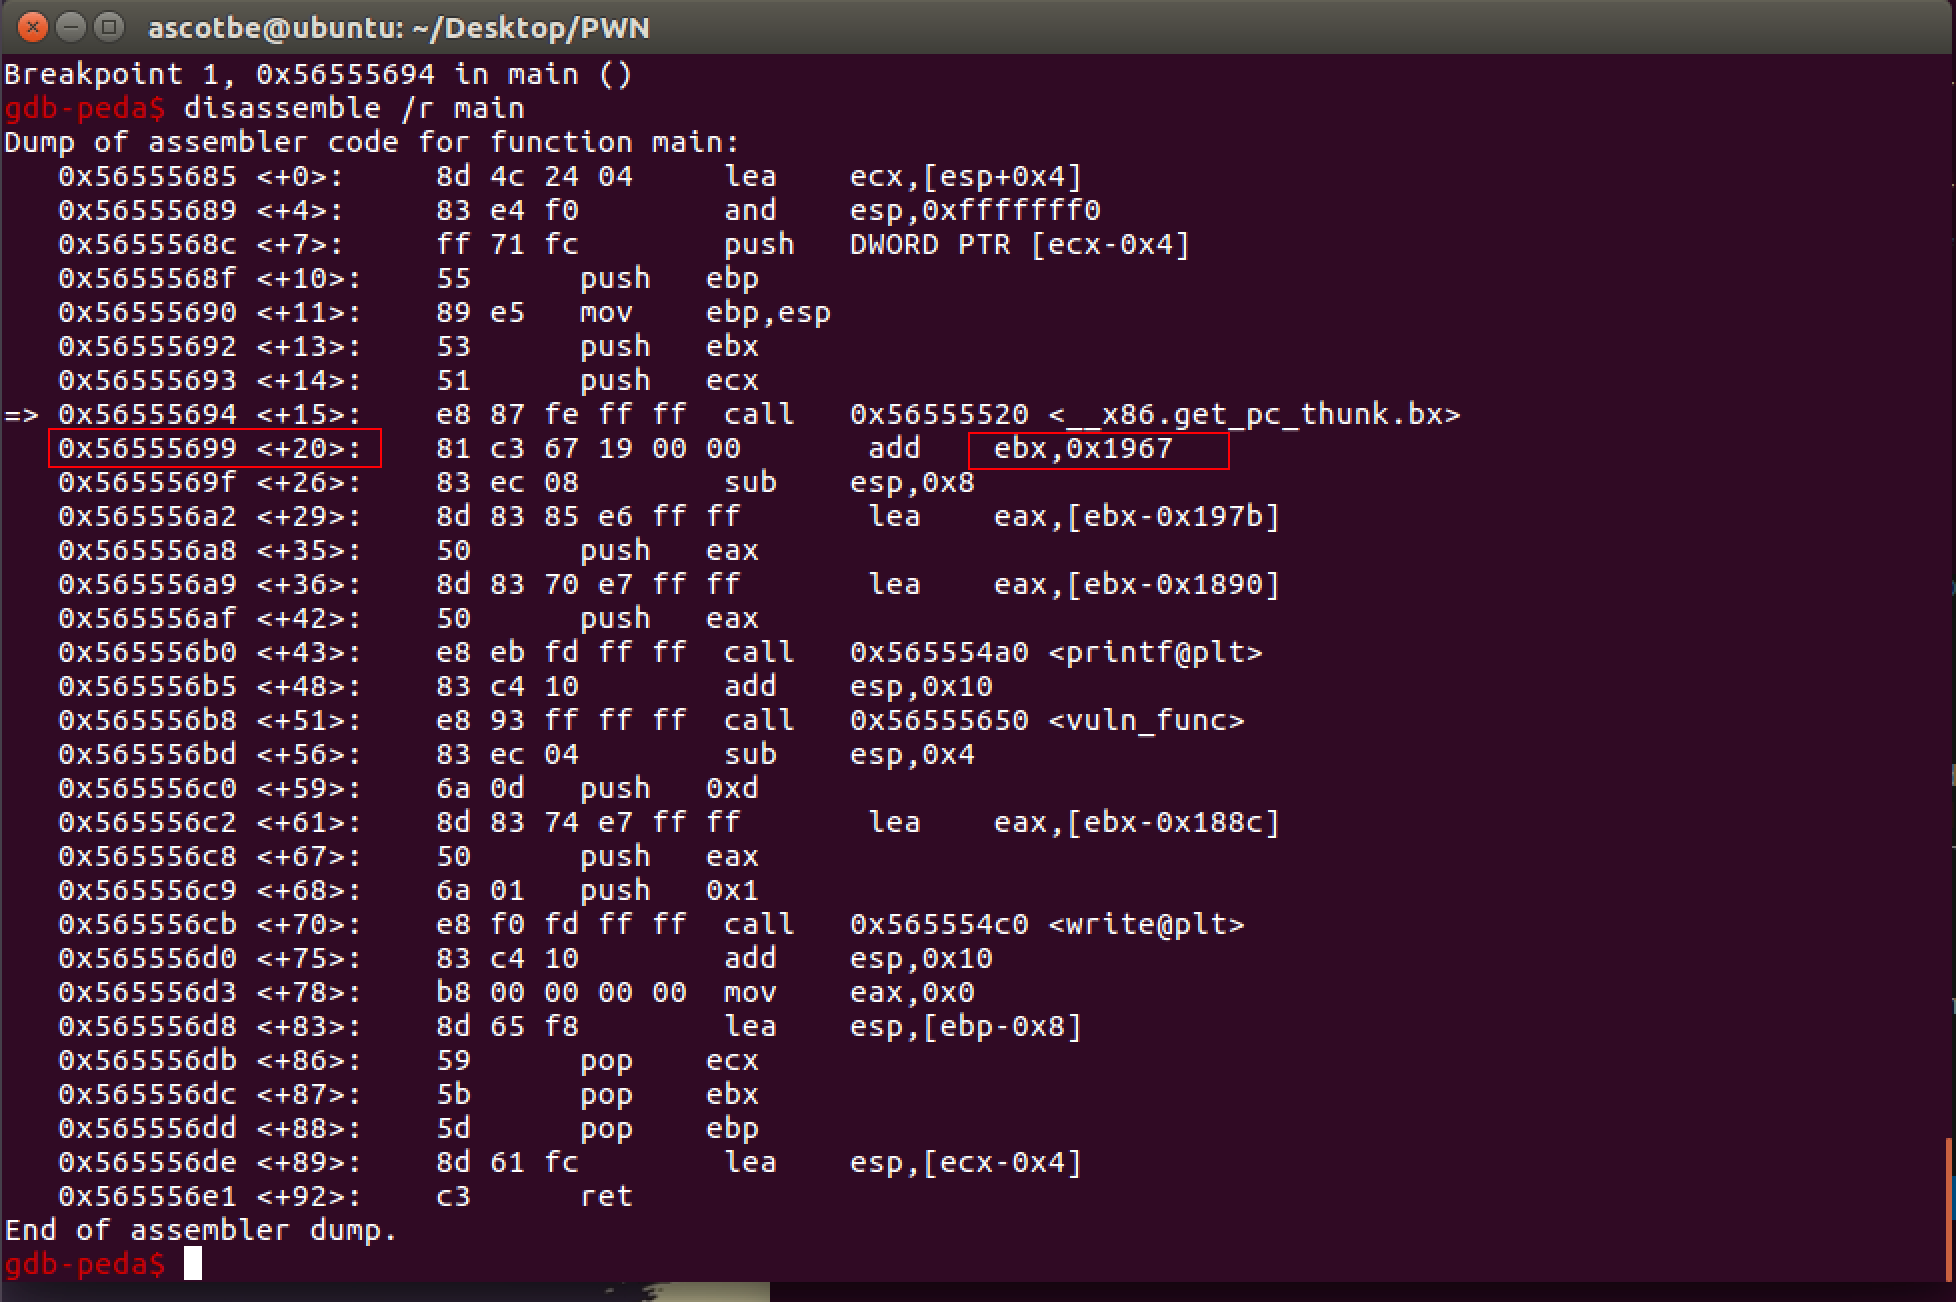 ascotbe@ubuntu: ~/Desktop/PWN
Breakpoint 1, 0x56555694 in main ()
gdb-peda$ disassemble /r main
Dump of assembler code for function main:
   0x56555685 <+0>:     8d 4c 24 04     lea    ecx,[esp+0x4]
   0x56555689 <+4>:     83 e4 f0        and    esp,0xfffffff0
   0x5655568c <+7>:     ff 71 fc        push   DWORD PTR [ecx-0x4]
   0x5655568f <+10>:    55      push   ebp
   0x56555690 <+11>:    89 e5   mov    ebp,esp
   0x56555692 <+13>:    53      push   ebx
   0x56555693 <+14>:    51      push   ecx
=> 0x56555694 <+15>:    e8 87 fe ff ff  call   0x56555520 <__x86.get_pc_thunk.bx>
   0x56555699 <+20>:    81 c3 67 19 00 00       add    ebx,0x1967
   0x5655569f <+26>:    83 ec 08        sub    esp,0x8
   0x565556a2 <+29>:    8d 83 85 e6 ff ff       lea    eax,[ebx-0x197b]
   0x565556a8 <+35>:    50      push   eax
   0x565556a9 <+36>:    8d 83 70 e7 ff ff       lea    eax,[ebx-0x1890]
   0x565556af <+42>:    50      push   eax
   0x565556b0 <+43>:    e8 eb fd ff ff  call   0x565554a0 <printf@plt>
   0x565556b5 <+48>:    83 c4 10        add    esp,0x10
   0x565556b8 <+51>:    e8 93 ff ff ff  call   0x56555650 <vuln_func>
   0x565556bd <+56>:    83 ec 04        sub    esp,0x4
   0x565556c0 <+59>:    6a 0d   push   0xd
   0x565556c2 <+61>:    8d 83 74 e7 ff ff       lea    eax,[ebx-0x188c]
   0x565556c8 <+67>:    50      push   eax
   0x565556c9 <+68>:    6a 01   push   0x1
   0x565556cb <+70>:    e8 f0 fd ff ff  call   0x565554c0 <write@plt>
   0x565556d0 <+75>:    83 c4 10        add    esp,0x10
   0x565556d3 <+78>:    b8 00 00 00 00  mov    eax,0x0
   0x565556d8 <+83>:    8d 65 f8        lea    esp,[ebp-0x8]
   0x565556db <+86>:    59      pop    ecx
   0x565556dc <+87>:    5b      pop    ebx
   0x565556dd <+88>:    5d      pop    ebp
   0x565556de <+89>:    8d 61 fc        lea    esp,[ecx-0x4]
   0x565556e1 <+92>:    c3      ret
End of assembler dump.
gdb-peda$